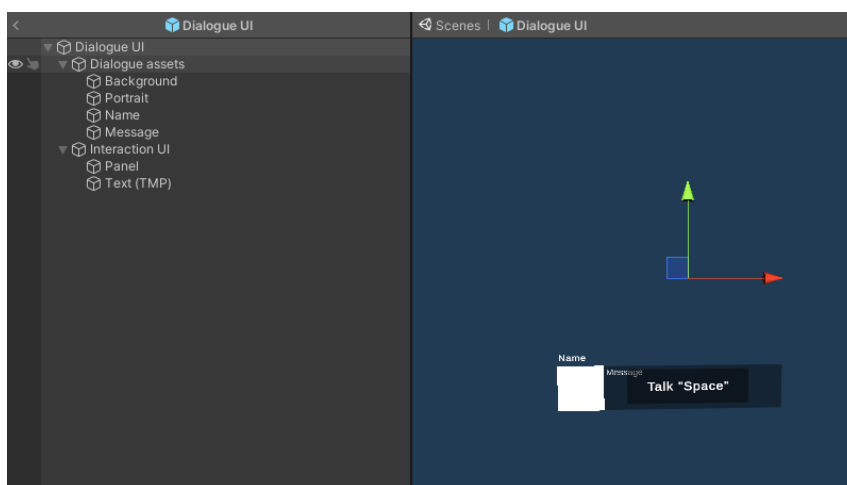 < Dialogue UI
Scenes | Dialogue UI
Dialogue UI
Dialogue assets
Background
Portrait
Name
Message
Interaction UI
Panel
Text (TMP)
Name
Message
Talk "Space"